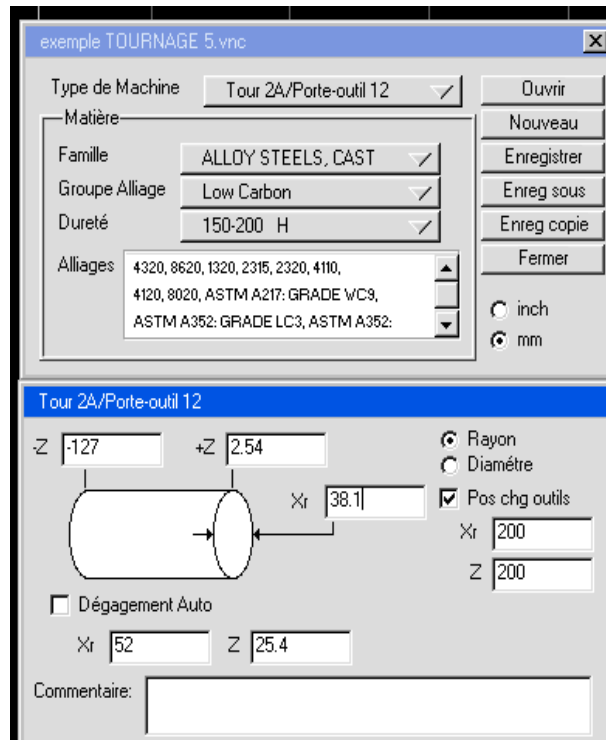 exemple TOURNAGE 5.vnc
Type de Machine Tour 2A/Porte-outil 12 Ouvrir
Matière Nouveau
Famille ALLOY STEELS, CAST Enregistrer
Groupe Alliage Low Carbon Enreg sous
Dureté 150-200 H Enreg copie
Alliages 4320, 8620, 1320, 2315, 2320, 4110, Fermer
4120, 8020, ASTM A217: GRADE WC9,
ASTM A352: GRADE LC3, ASTM A352:
inch
mm
Tour 2A/Porte-outil 12
-Z -127 +Z 2.54 Rayon
Diamétre
Xr 38.1 Pos chg outils
Xr 200
Z 200
Dégagement Auto
Xr 52 Z 25.4
Commentaire: